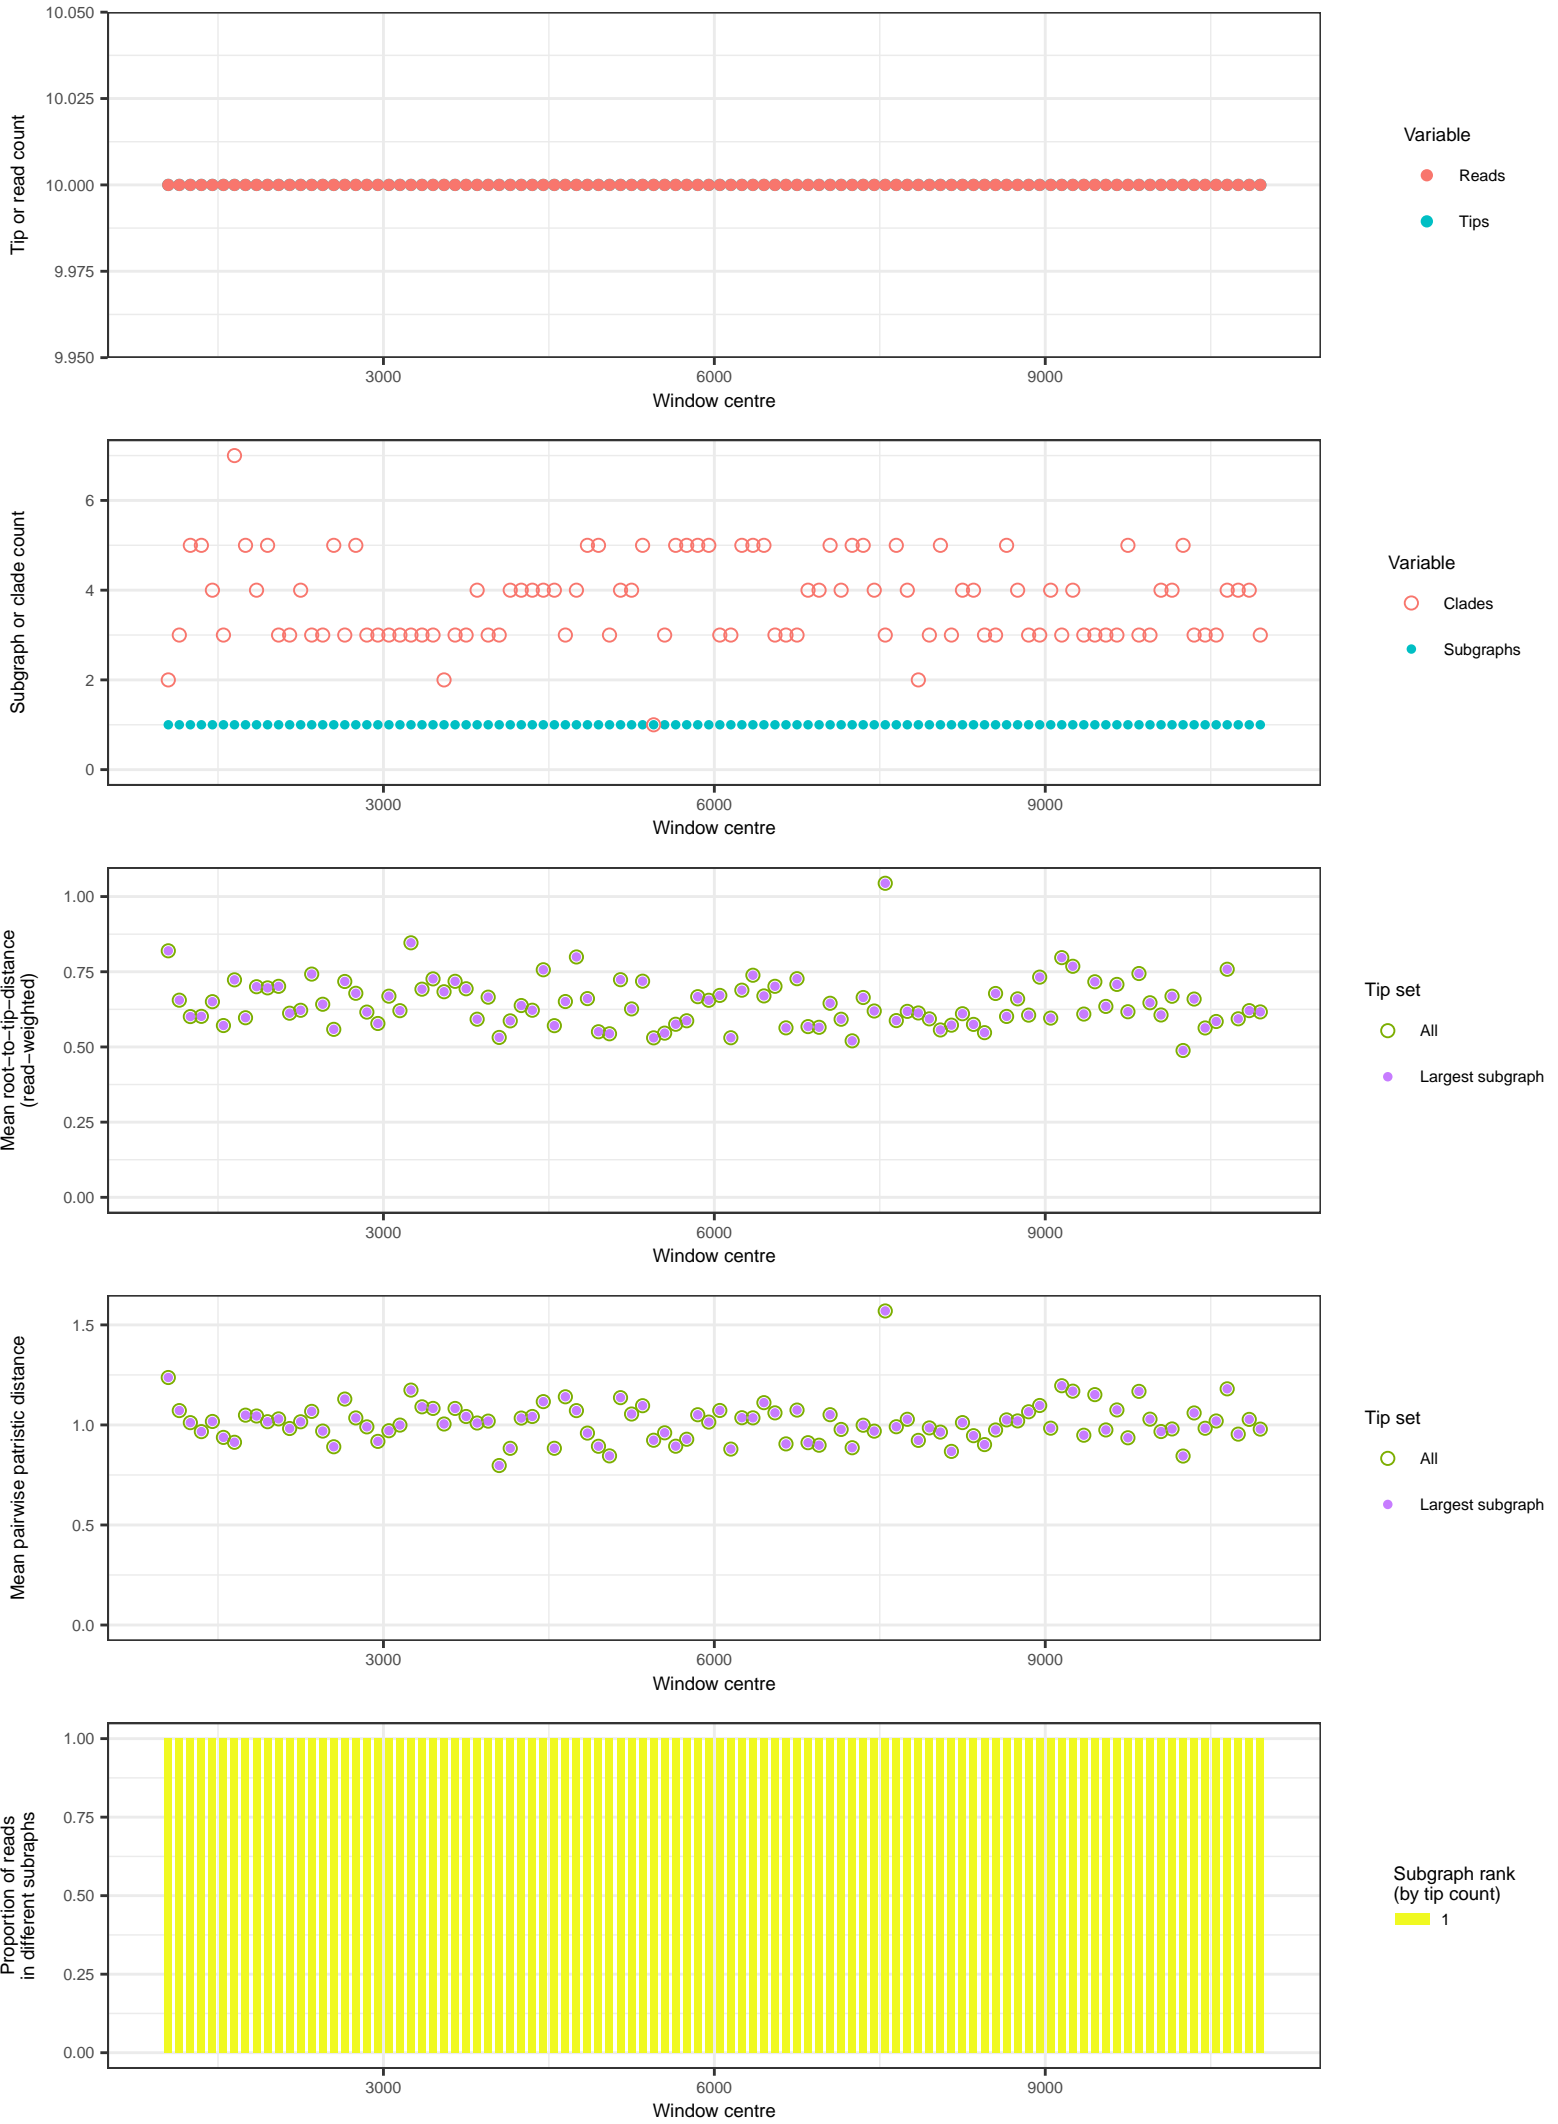 10.050
10.025
10.000
9.975
9.950
Tip or read count
3000 6000 9000
Window centre
Variable
Reads
Tips
6
4
2
0
Subgraph or clade count
3000 6000 9000
Window centre
Variable
Clades
Subgraphs
1.00
0.75
0.50
0.25
0.00
Mean root−to−tip−distance
(read−weighted)
3000 6000 9000
Window centre
Tip set
All
Largest subgraph
1.5
1.0
0.5
0.0
Mean pairwise patristic distance
3000 6000 9000
Window centre
Tip set
All
Largest subgraph
1.00
0.75
0.50
0.25
0.00
Proportion of reads
in different subraphs
3000 6000 9000
Window centre
Subgraph rank
(by tip count)
1